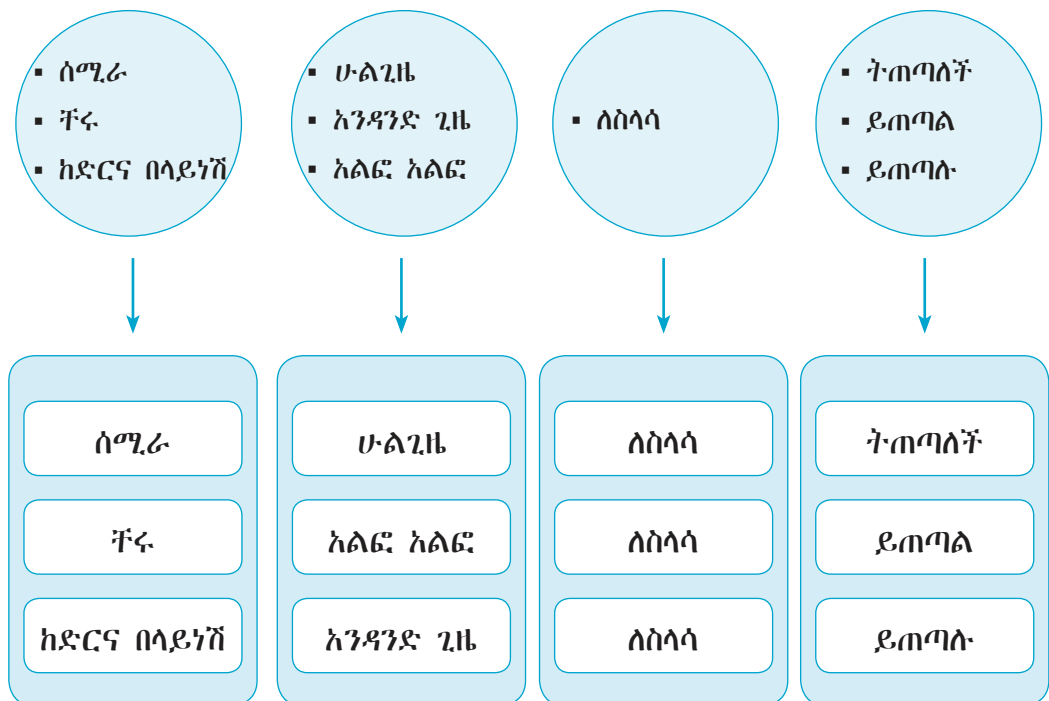 ▪ ሰሚራ
▪ ቸሩ
▪ ከድርና በላይነሽ
▪ ሁልጊዜ
▪ አንዳንድ ጊዜ
▪ አልፎ አልፎ
▪ ለስላሳ
▪ ትጠጣለች
▪ ይጠጣል
▪ ይጠጣሉ
ሰሚራ ሁልጊዜ ለስላሳ ትጠጣለች
ቸሩ አልፎ አልፎ ለስላሳ ይጠጣል
ከድርና በላይነሽ አንዳንድ ጊዜ ለስላሳ ይጠጣሉ